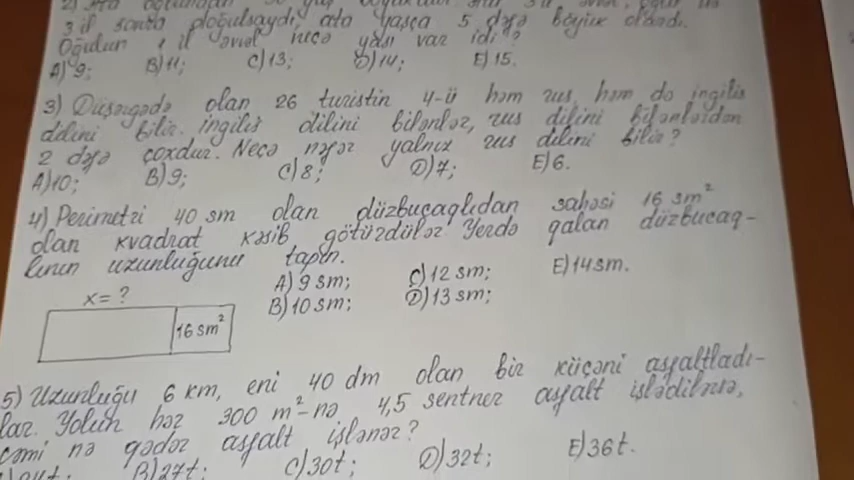 3 il sonra doğulsaydı, ata yaşca 5 dəfə böyük olardı.
Oğulun 1 il əvvəl neçə yaşı var idi?
A) 9; B) 11; C) 13; D) 14; E) 15.
3) Düşərgədə olan 26 turistin 4-ü həm rus, həm də ingilis
dilini bilir. İngilis dilini bilənlər, rus dilini bilənlərdən
2 dəfə çoxdur. Neçə nəfər yalnız rus dilini bilir?
A) 10; B) 9; C) 8; D) 7; E) 6.
4) Perimetri 40 sm olan düzbucaqlıdan sahəsi 16 sm²
olan kvadrat kəsib götürdülər. Yerdə qalan düzbucaq-
lının uzunluğunu tapın.
A) 9 sm; C) 12 sm; E) 14 sm.
B) 10 sm; D) 13 sm;
x = ?
16 sm²
5) Uzunluğu 6 km, eni 40 dm olan bir küçəni asfaltladı-
lar. Yolun hər 300 m²-nə 4,5 sentner asfalt işlədilirsə,
cəmi nə qədər asfalt işlənər?
B) 27t; C) 30t; D) 32t; E) 36t.